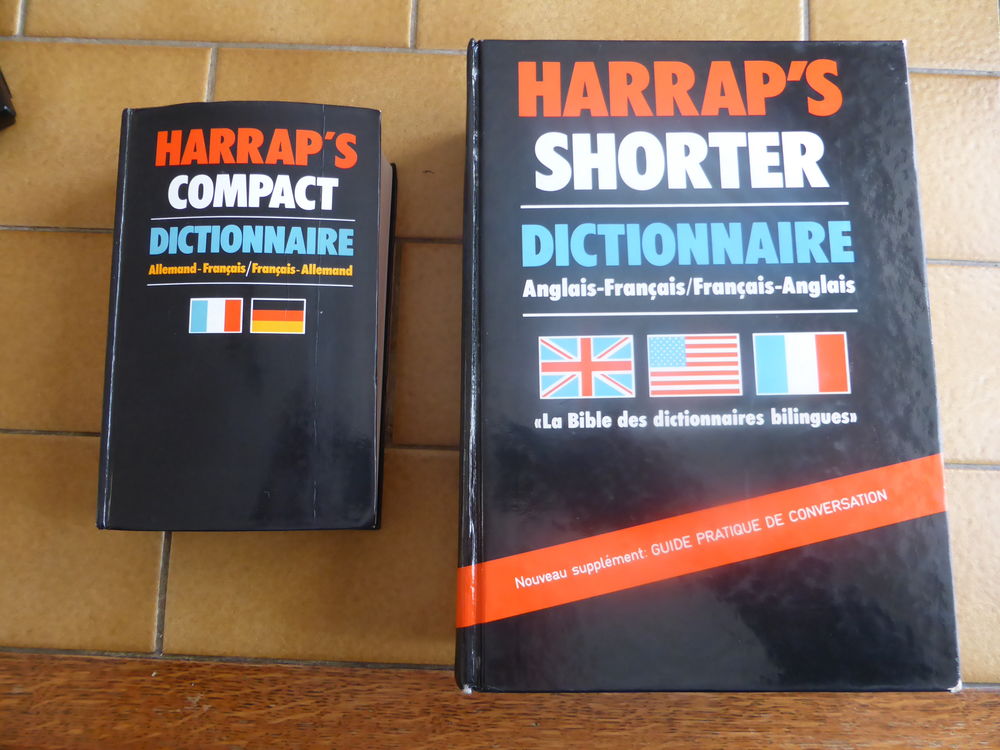 HARRAP'S
COMPACT
DICTIONNAIRE
Allemand-Français/Français-Allemand
HARRAP'S
SHORTER
DICTIONNAIRE
Anglais-Français/Français-Anglais
«La Bible des dictionnaires bilingues»
Nouveau supplément: GUIDE PRATIQUE DE CONVERSATION